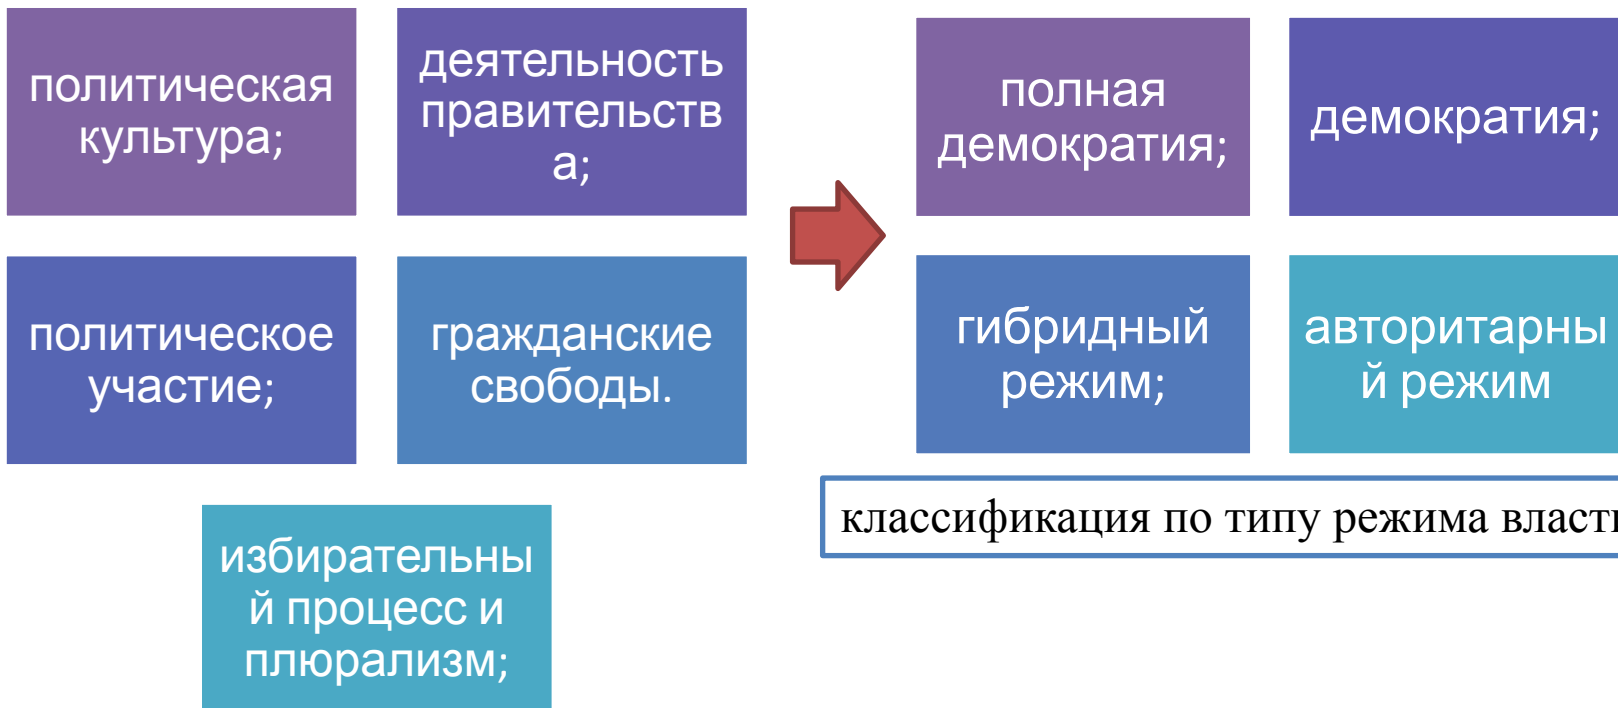 политическая
культура;
деятельность
правительств
а;
политическое
участие;
гражданские
свободы.
избирательны
й процесс и
плюрализм;
полная
демократия;
демократия;
гибридный
режим;
авторитарны
й режим
классификация по типу режима власти